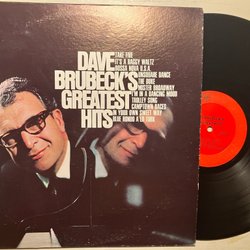 DAVE
BRUBECK'S
GREATEST
HITS
TAKE FIVE
IT'S A RAGGY WALTZ
BOSSA NOVA U.S.A.
UNSQUARE DANCE
THE DUKE
MISTER BROADWAY
I'M IN A DANCING MOOD
TROLLEY SONG
CAMPTOWN RACES
IN YOUR OWN SWEET WAY
BLUE RONDO A LA TURK